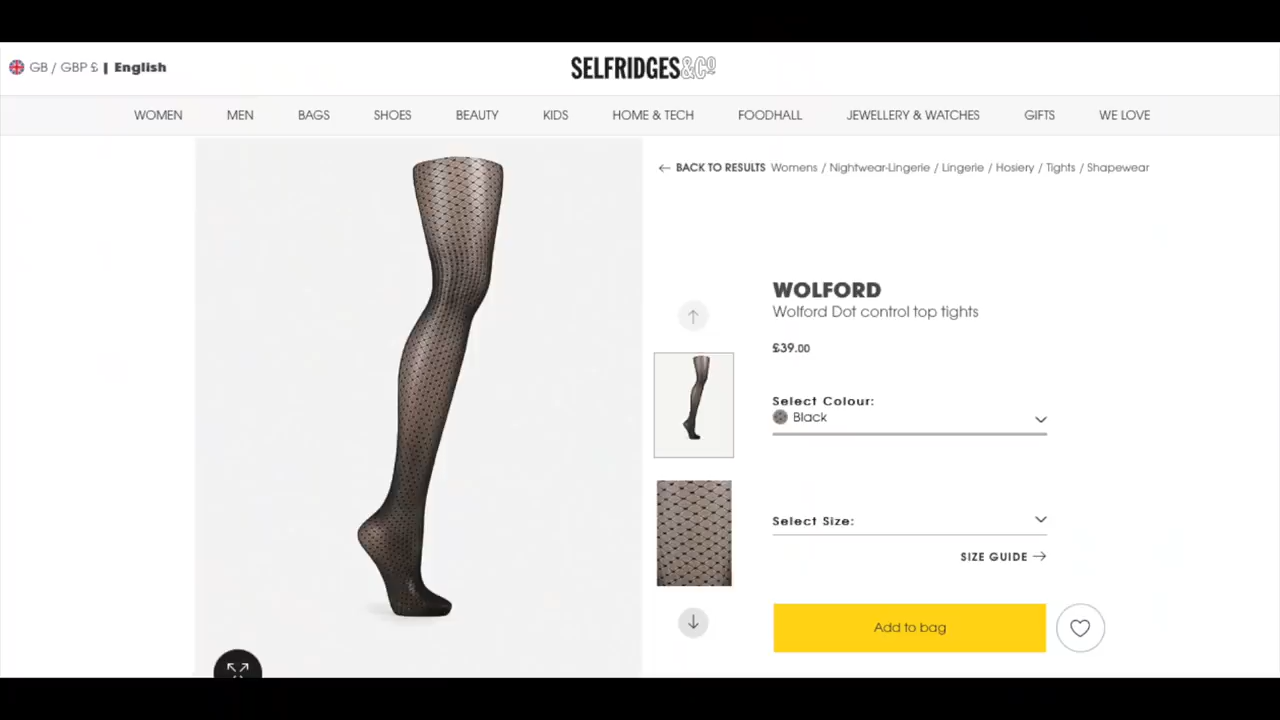 GB / GBP £ | English
SELFRIDGES&Cº
WOMEN MEN BAGS SHOES BEAUTY KIDS HOME & TECH FOODHALL JEWELLERY & WATCHES GIFTS WE LOVE
← BACK TO RESULTS Womens / Nightwear-Lingerie / Lingerie / Hosiery / Tights / Shapewear
WOLFORD
Wolford Dot control top tights
£39.00
Select Colour:
Black
Select Size:
SIZE GUIDE →
Add to bag